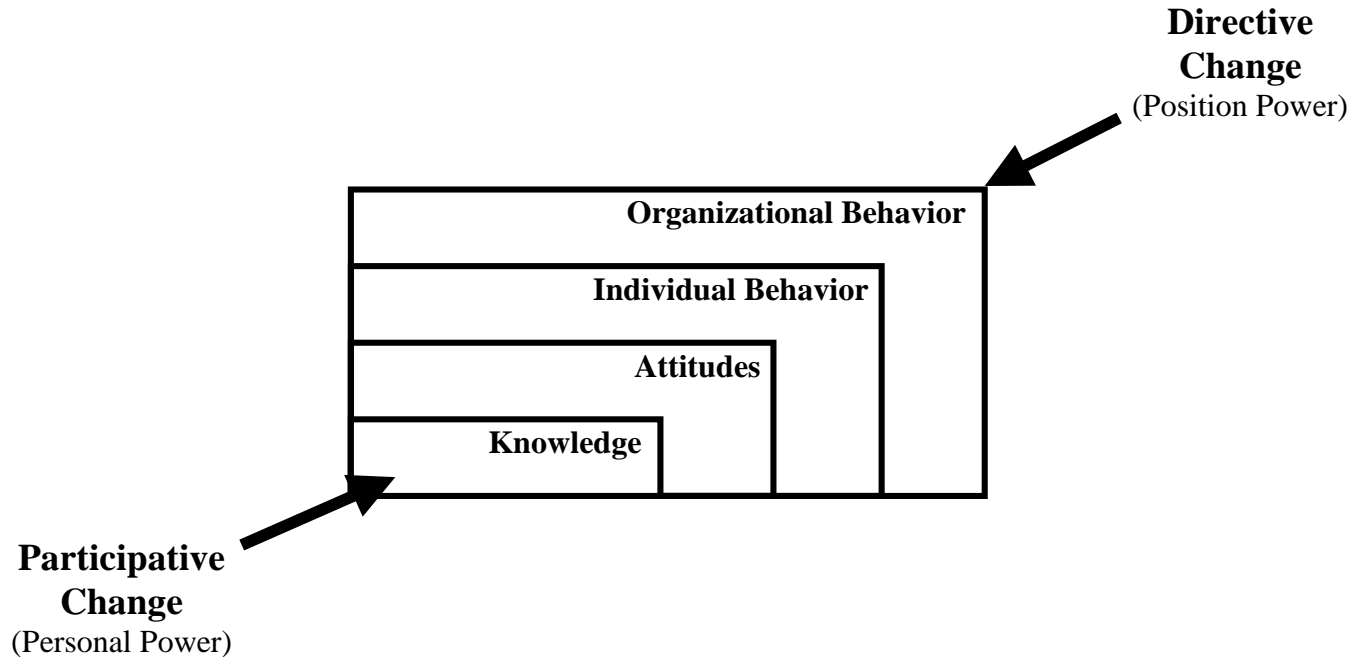 Directive
Change
(Position Power)
Organizational Behavior
Individual Behavior
Attitudes
Knowledge
Participative
Change
(Personal Power)